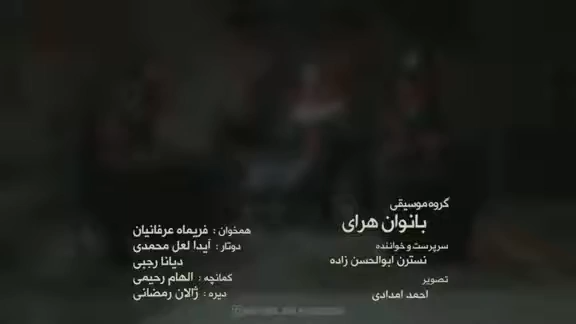 گروه موسیقی
بانوان هرای
سرپرست و خواننده
نسترن ابوالحسن زاده
تصویر
احمد امدادی
همخوان : فریماه عرفانیان
دوتار : آیدا لعل محمدی
دیانا رجبی
کمانچه : الهام رحیمی
دیره : ژالان رمضانی